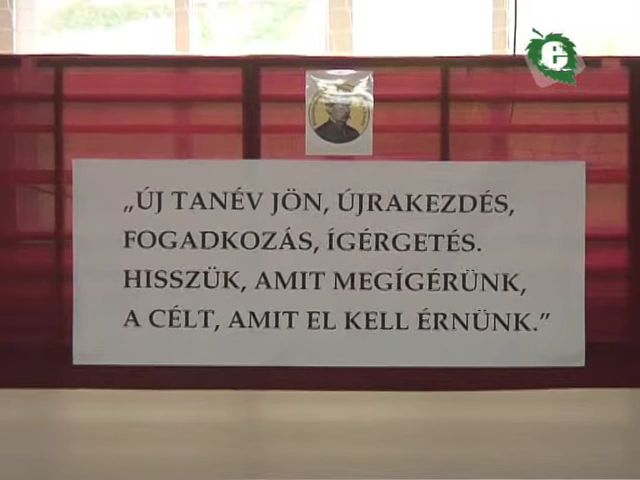 e
„ÚJ TANÉV JÖN, ÚJRAKEZDÉS,
FOGADKOZÁS, ÍGÉRGETÉS.
HISSZÜK, AMIT MEGÍGÉRÜNK,
A CÉLT, AMIT EL KELL ÉRNÜNK.”